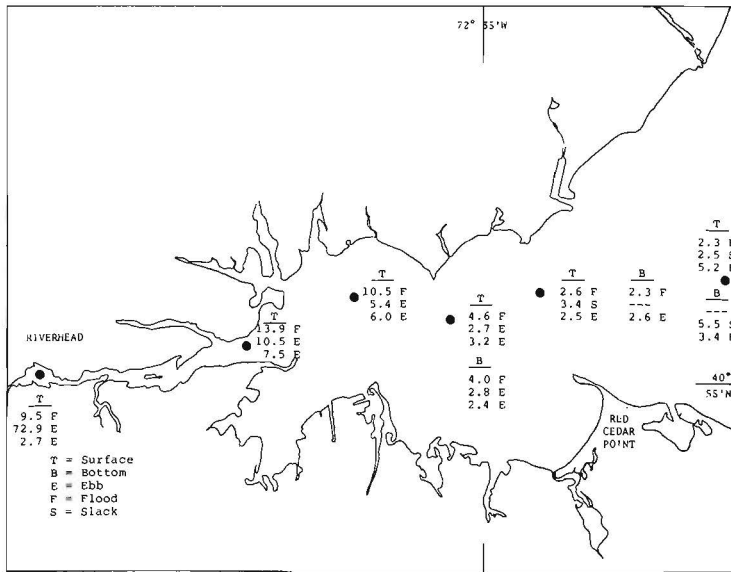 72° 35'W
T
2.3
2.5
5.2
B
---
5.5
3.4
T
10.5 F
5.4 E
6.0 E
T
2.6 F
3.4 S
2.5 E
B
2.3 F
---
2.6 E
T
4.6 F
2.7 E
3.2 E
B
4.0 F
2.8 E
2.4 E
T
13.9 F
10.5 E
7.5 E
RIVERHEAD
T
9.5 F
72.9 E
2.7 E
40°
55'N
RED
CEDAR
POINT
T = Surface
B = Bottom
E = Ebb
F = Flood
S = Slack